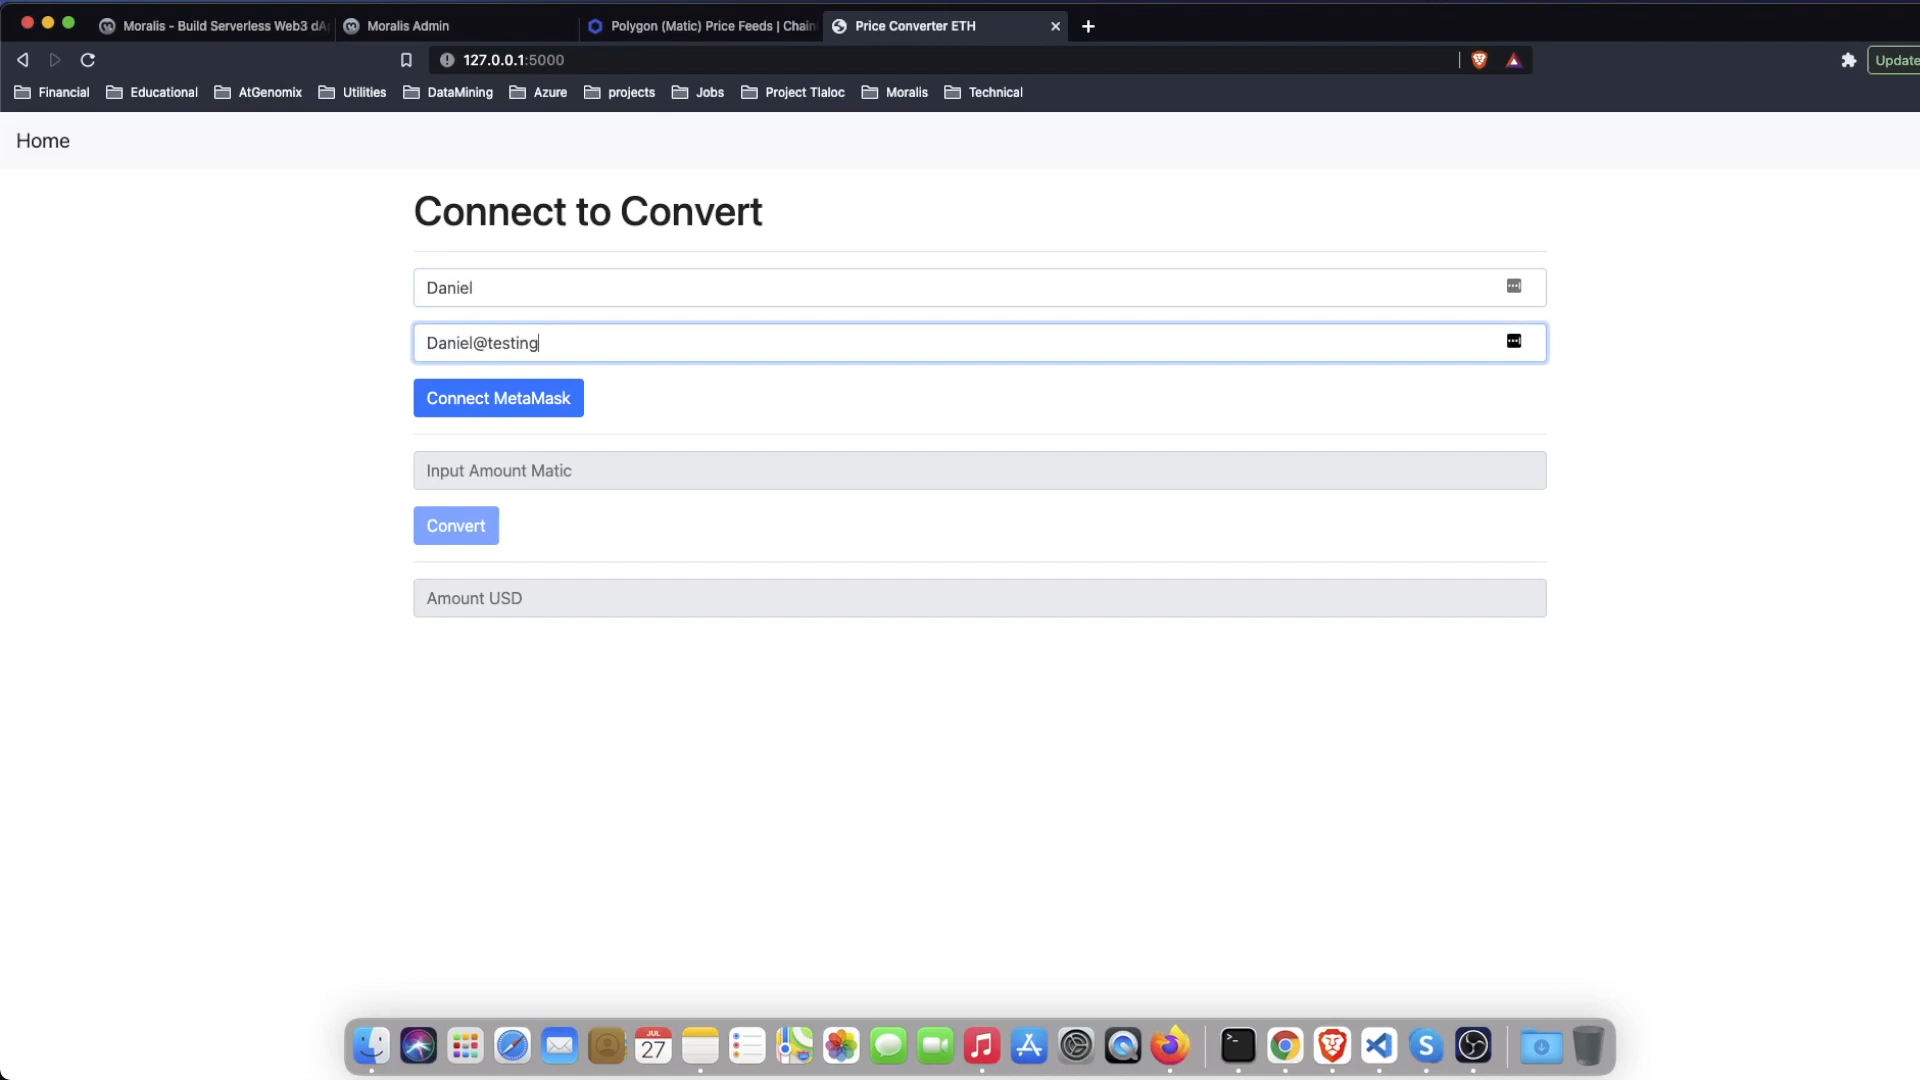 Moralis - Build Serverless Web3 dA
Moralis Admin
Polygon (Matic) Price Feeds | Chain
Price Converter ETH
127.0.0.1:5000
Update
Financial
Educational
AtGenomix
Utilities
DataMining
Azure
projects
Jobs
Project Tlaloc
Moralis
Technical
Home
Connect to Convert
Daniel
Daniel@testing
Connect MetaMask
Input Amount Matic
Convert
Amount USD
JUL
27